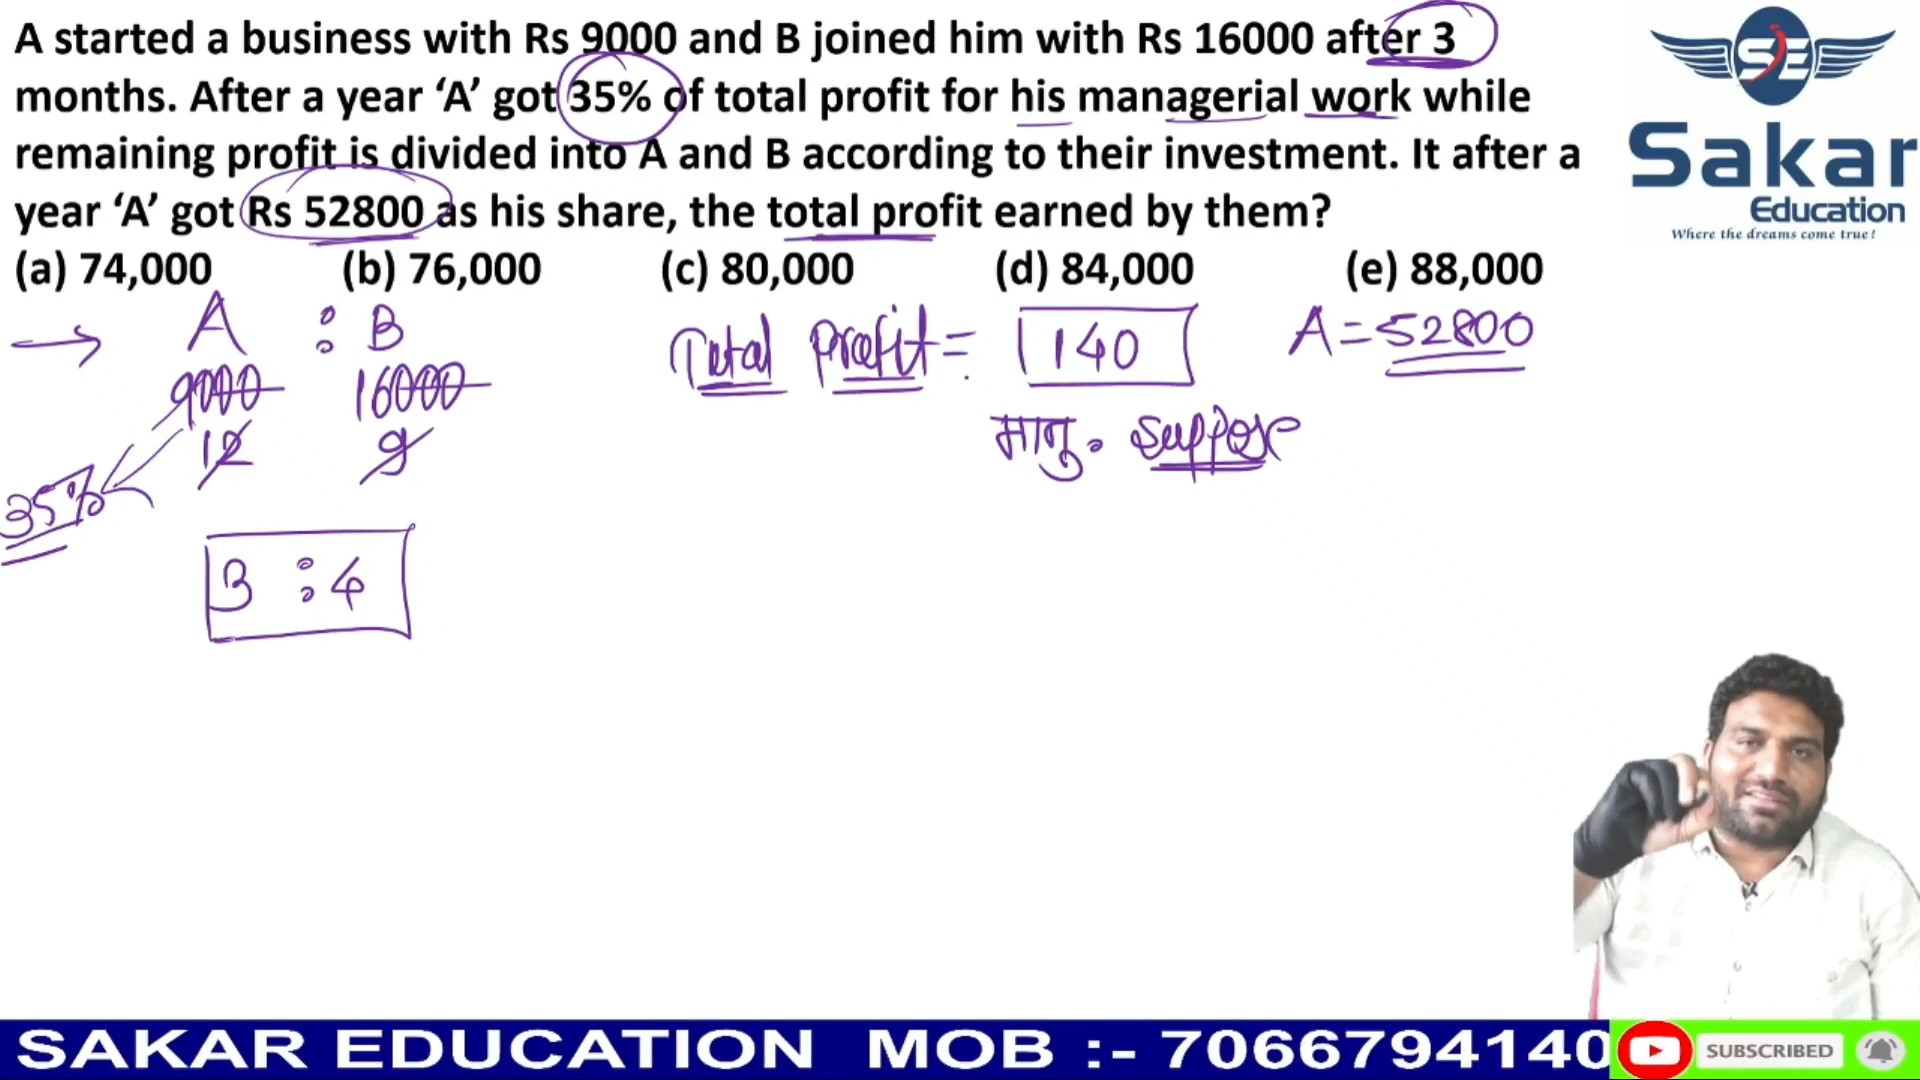 A started a business with Rs 9000 and B joined him with Rs 16000 after 3
months. After a year ‘A’ got 35% of total profit for his managerial work while
remaining profit is divided into A and B according to their investment. It after a
year ‘A’ got Rs 52800 as his share, the total profit earned by them?
(a) 74,000 (b) 76,000 (c) 80,000 (d) 84,000 (e) 88,000
SE
Sakar
Education
Where the dreams come true!
A : B
9000 16000
12 9
35%
3 : 4
Total Profit = 140
मानु. Suppose
A = 52800
SAKAR EDUCATION MOB :- 7066794140
SUBSCRIBED